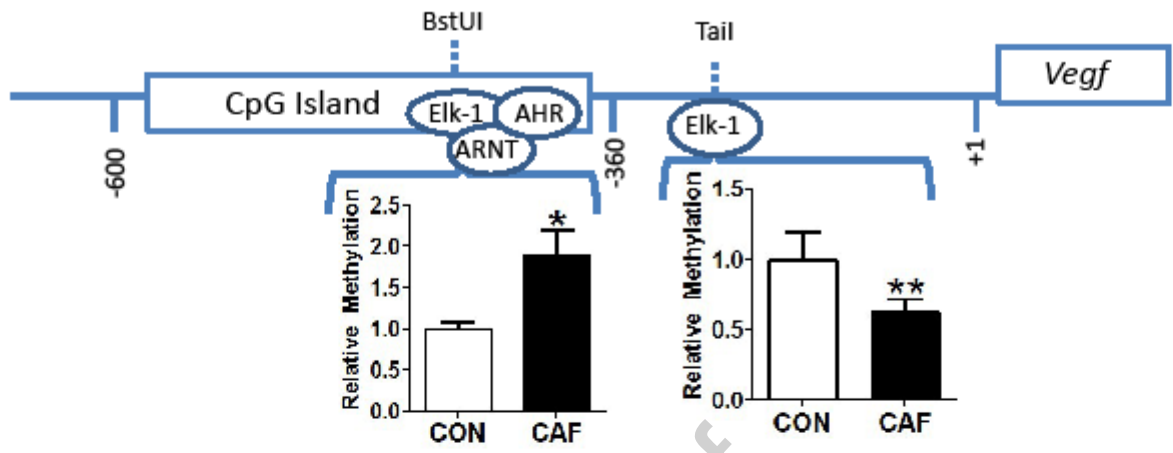 BstUI
TaiI
Vegf
CpG Island
Elk-1
AHR
ARNT
Elk-1
-600
-360
+1
Relative Methylation
2.5
2.0
1.5
1.0
0.5
0.0
*
CON
CAF
Relative Methylation
1.5
1.0
0.5
0.0
**
CON
CAF